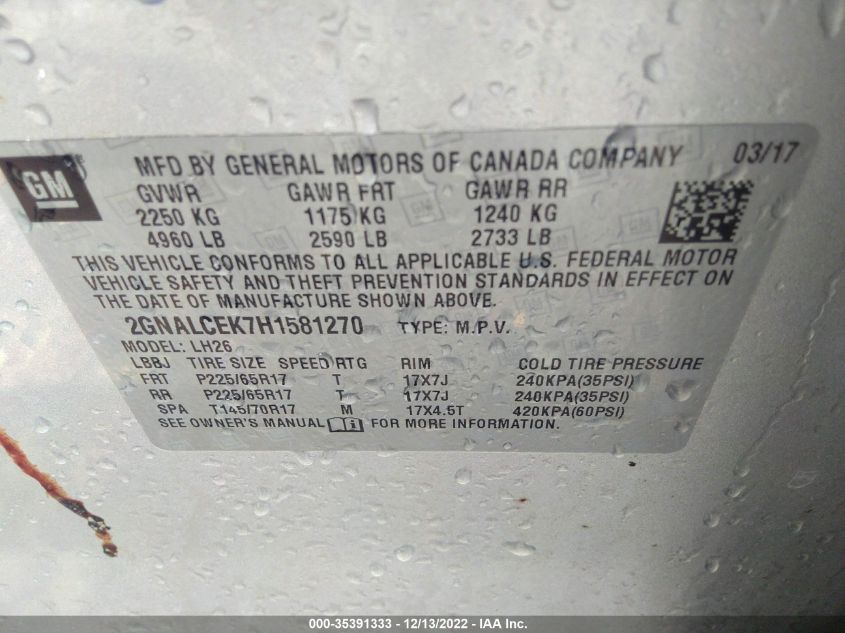 GM
MFD BY GENERAL MOTORS OF CANADA COMPANY 03/17
GVWR GAWR FRT GAWR RR
2250 KG 1175 KG 1240 KG
4960 LB 2590 LB 2733 LB
THIS VEHICLE CONFORMS TO ALL APPLICABLE U.S. FEDERAL MOTOR
VEHICLE SAFETY AND THEFT PREVENTION STANDARDS IN EFFECT ON
THE DATE OF MANUFACTURE SHOWN ABOVE.
2GNALCEK7H1581270 TYPE: M.P.V.
MODEL: LH26
LBBJ TIRE SIZE SPEED RTG RIM COLD TIRE PRESSURE
FRT P225/65R17 T 17X7J 240KPA(35PSI)
RR P225/65R17 T 17X7J 240KPA(35PSI)
SPA T145/70R17 M 17X4.5T 420KPA(60PSI)
SEE OWNER'S MANUAL FOR MORE INFORMATION.
000-35391333 - 12/13/2022 - IAA Inc.